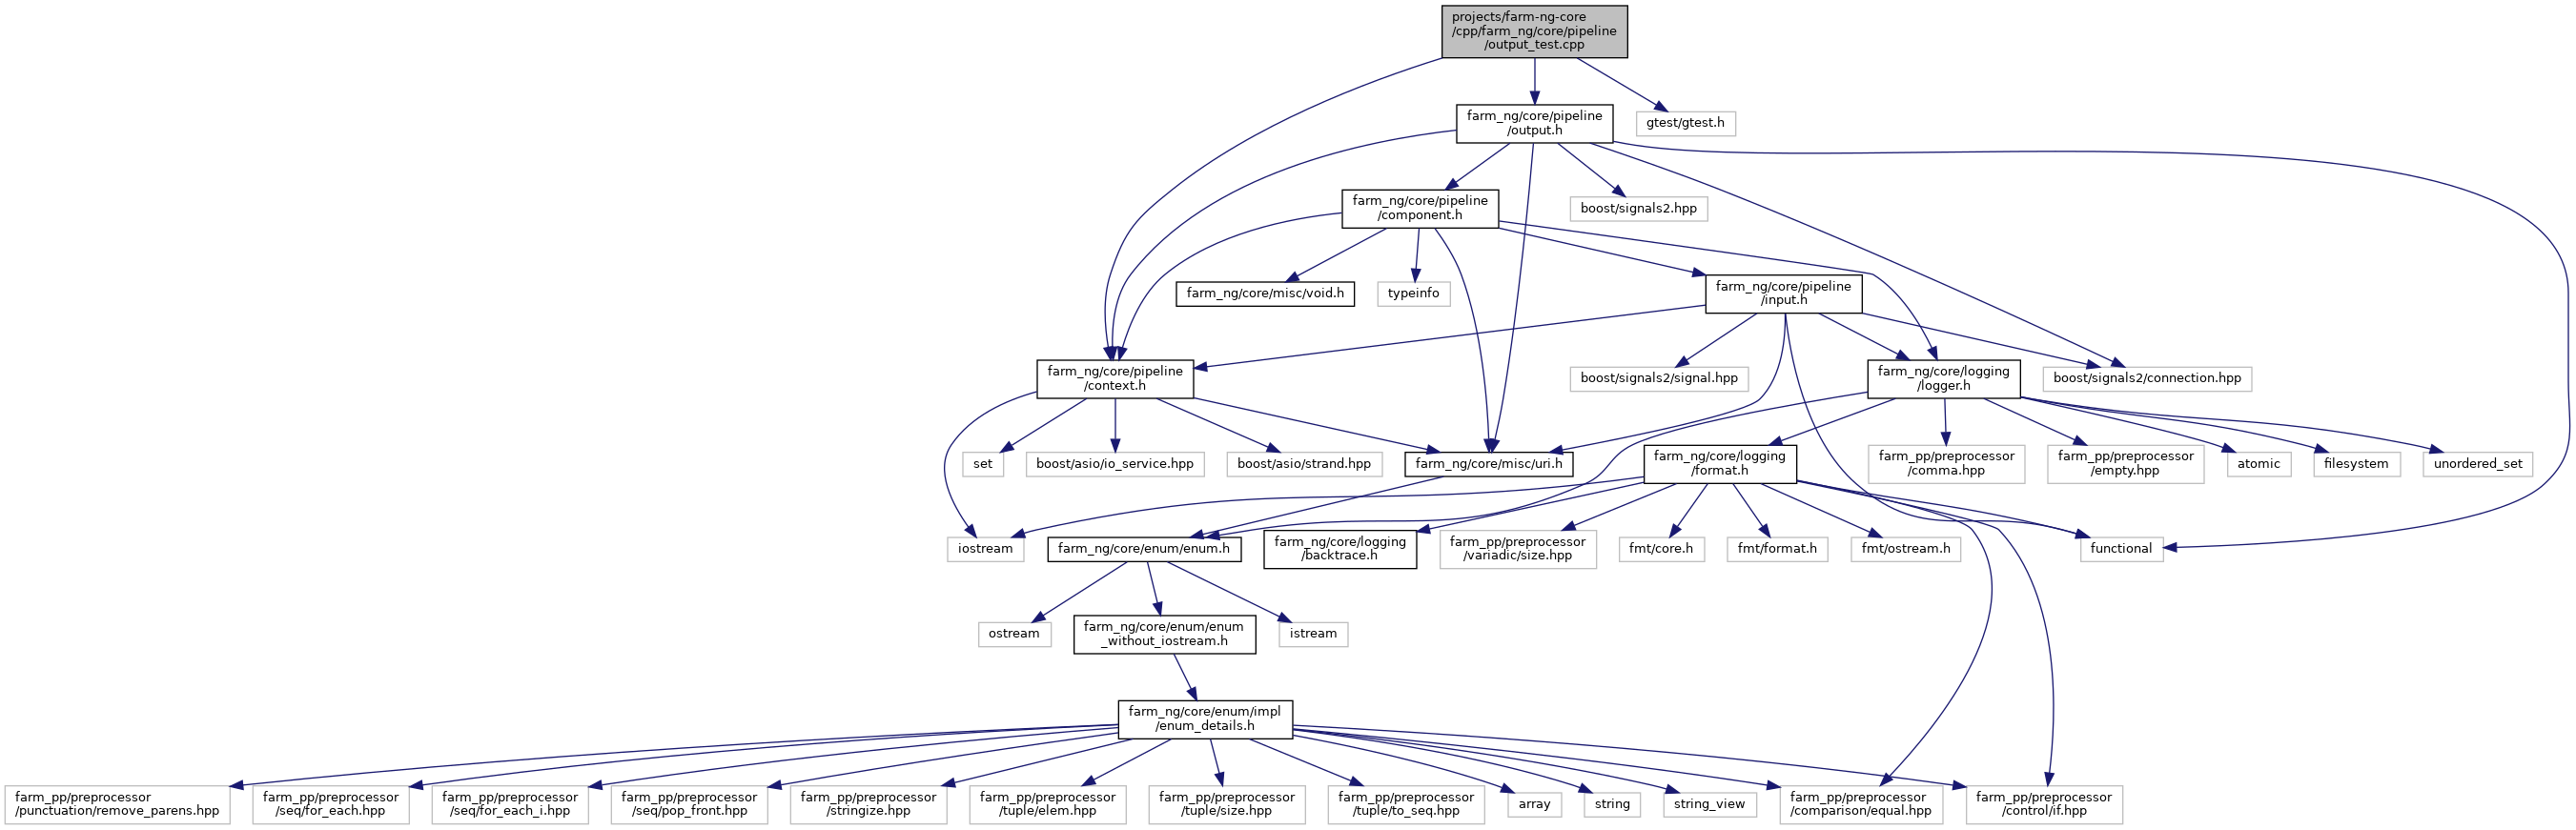 projects/farm-ng-core
/cpp/farm_ng/core/pipeline
/output_test.cpp
farm_ng/core/pipeline
/output.h
gtest/gtest.h
farm_ng/core/pipeline
/component.h
boost/signals2.hpp
farm_ng/core/misc/void.h
typeinfo
farm_ng/core/pipeline
/input.h
farm_ng/core/pipeline
/context.h
boost/signals2/signal.hpp
farm_ng/core/logging
/logger.h
boost/signals2/connection.hpp
set
boost/asio/io_service.hpp
boost/asio/strand.hpp
farm_ng/core/misc/uri.h
farm_ng/core/logging
/format.h
farm_pp/preprocessor
/comma.hpp
farm_pp/preprocessor
/empty.hpp
atomic
filesystem
unordered_set
iostream
farm_ng/core/enum/enum.h
farm_ng/core/logging
/backtrace.h
farm_pp/preprocessor
/variadic/size.hpp
fmt/core.h
fmt/format.h
fmt/ostream.h
functional
ostream
farm_ng/core/enum/enum
_without_iostream.h
istream
farm_ng/core/enum/impl
/enum_details.h
farm_pp/preprocessor
/punctuation/remove_parens.hpp
farm_pp/preprocessor
/seq/for_each.hpp
farm_pp/preprocessor
/seq/for_each_i.hpp
farm_pp/preprocessor
/seq/pop_front.hpp
farm_pp/preprocessor
/stringize.hpp
farm_pp/preprocessor
/tuple/elem.hpp
farm_pp/preprocessor
/tuple/size.hpp
farm_pp/preprocessor
/tuple/to_seq.hpp
array
string
string_view
farm_pp/preprocessor
/comparison/equal.hpp
farm_pp/preprocessor
/control/if.hpp